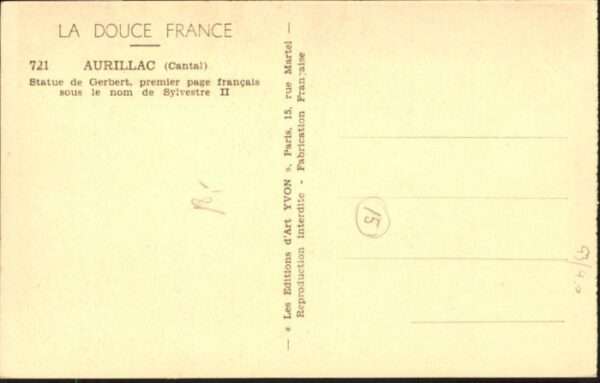 LA DOUCE FRANCE
721 AURILLAC (Cantal)
Statue de Gerbert, premier page français
sous le nom de Sylvestre II
— « Les Editions d'Art YVON », Paris, 15, rue Martel —
Reproduction interdite - Fabrication Française
15